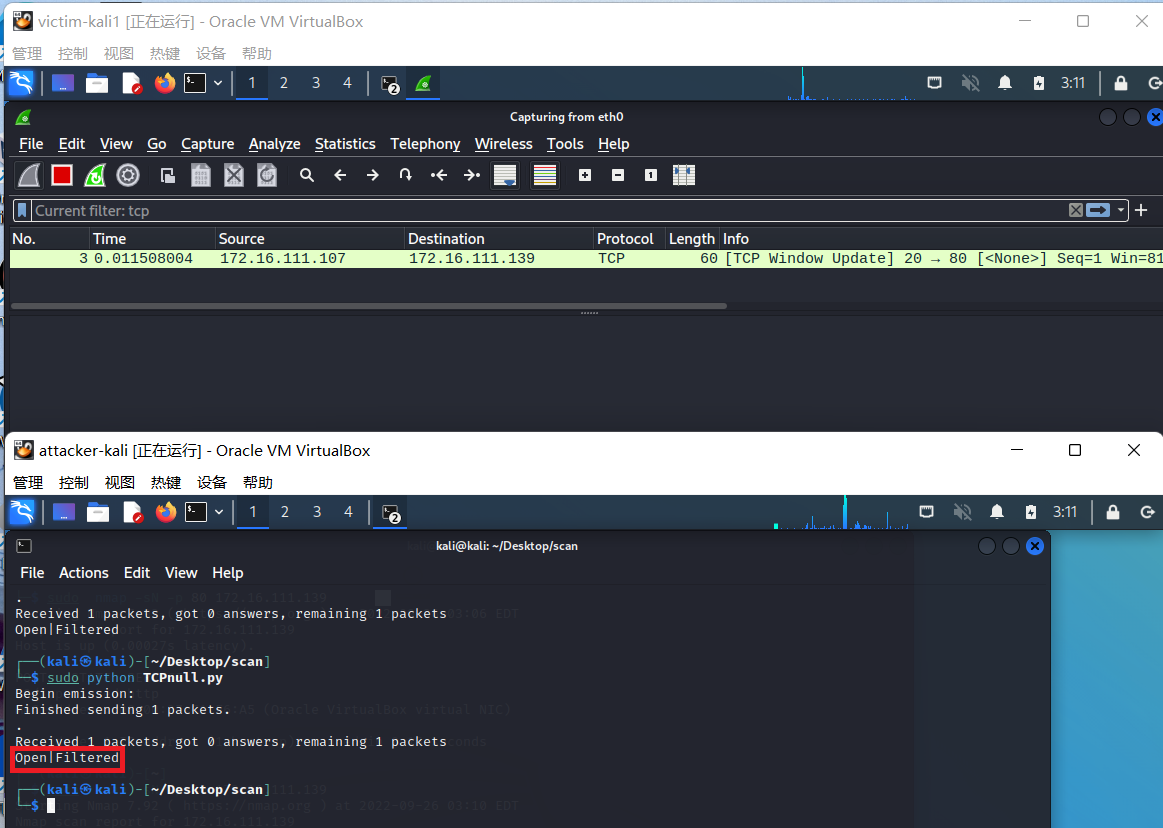 victim-kali1 [正在运行] - Oracle VM VirtualBox
管理 控制 视图 热键 设备 帮助
1 2 3 4 2 3:11
Capturing from eth0
File Edit View Go Capture Analyze Statistics Telephony Wireless Tools Help
Current filter: tcp
No. Time Source Destination Protocol Length Info
3 0.011508004 172.16.111.107 172.16.111.139 TCP 60 [TCP Window Update] 20 → 80 [<None>] Seq=1 Win=81
attacker-kali [正在运行] - Oracle VM VirtualBox
管理 控制 视图 热键 设备 帮助
1 2 3 4 2 3:11
kali@kali: ~/Desktop/scan
File Actions Edit View Help
.
Received 1 packets, got 0 answers, remaining 1 packets
Open|Filtered
┌──(kali㉿kali)-[~/Desktop/scan]
└─$ sudo python TCPnull.py
Begin emission:
Finished sending 1 packets.
.
Received 1 packets, got 0 answers, remaining 1 packets
Open|Filtered
┌──(kali㉿kali)-[~/Desktop/scan]
└─$